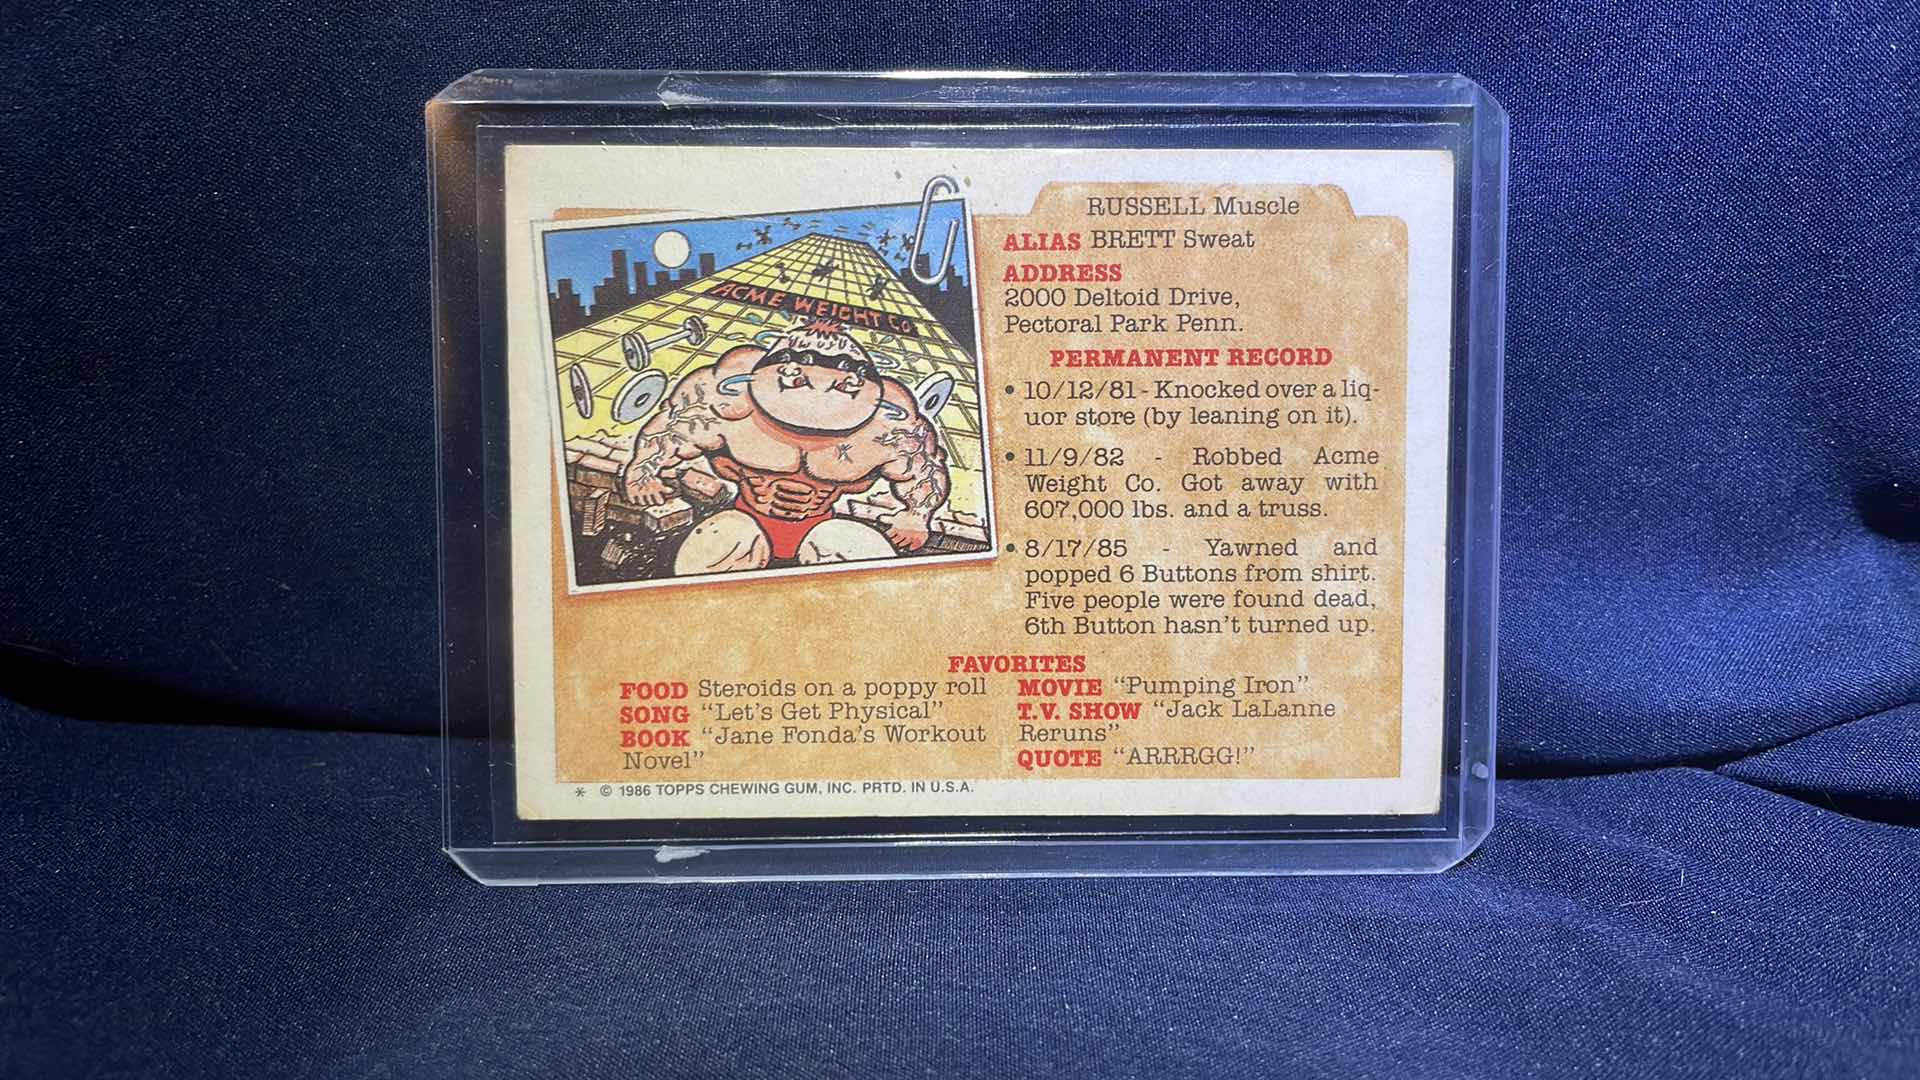 ACME WEIGHT CO.
RUSSELL Muscle
ALIAS BRETT Sweat
ADDRESS
2000 Deltoid Drive,
Pectoral Park Penn.
PERMANENT RECORD
• 10/12/81 - Knocked over a liq-
uor store (by leaning on it).
• 11/9/82 - Robbed Acme
Weight Co. Got away with
607,000 lbs. and a truss.
• 8/17/85 - Yawned and
popped 6 Buttons from shirt.
Five people were found dead,
6th Button hasn't turned up.
FAVORITES
FOOD Steroids on a poppy roll
SONG "Let's Get Physical"
BOOK "Jane Fonda's Workout
Novel"
MOVIE "Pumping Iron"
T.V. SHOW "Jack LaLanne
Reruns"
QUOTE "ARRRGG!"
* © 1986 TOPPS CHEWING GUM, INC. PRTD. IN U.S.A.